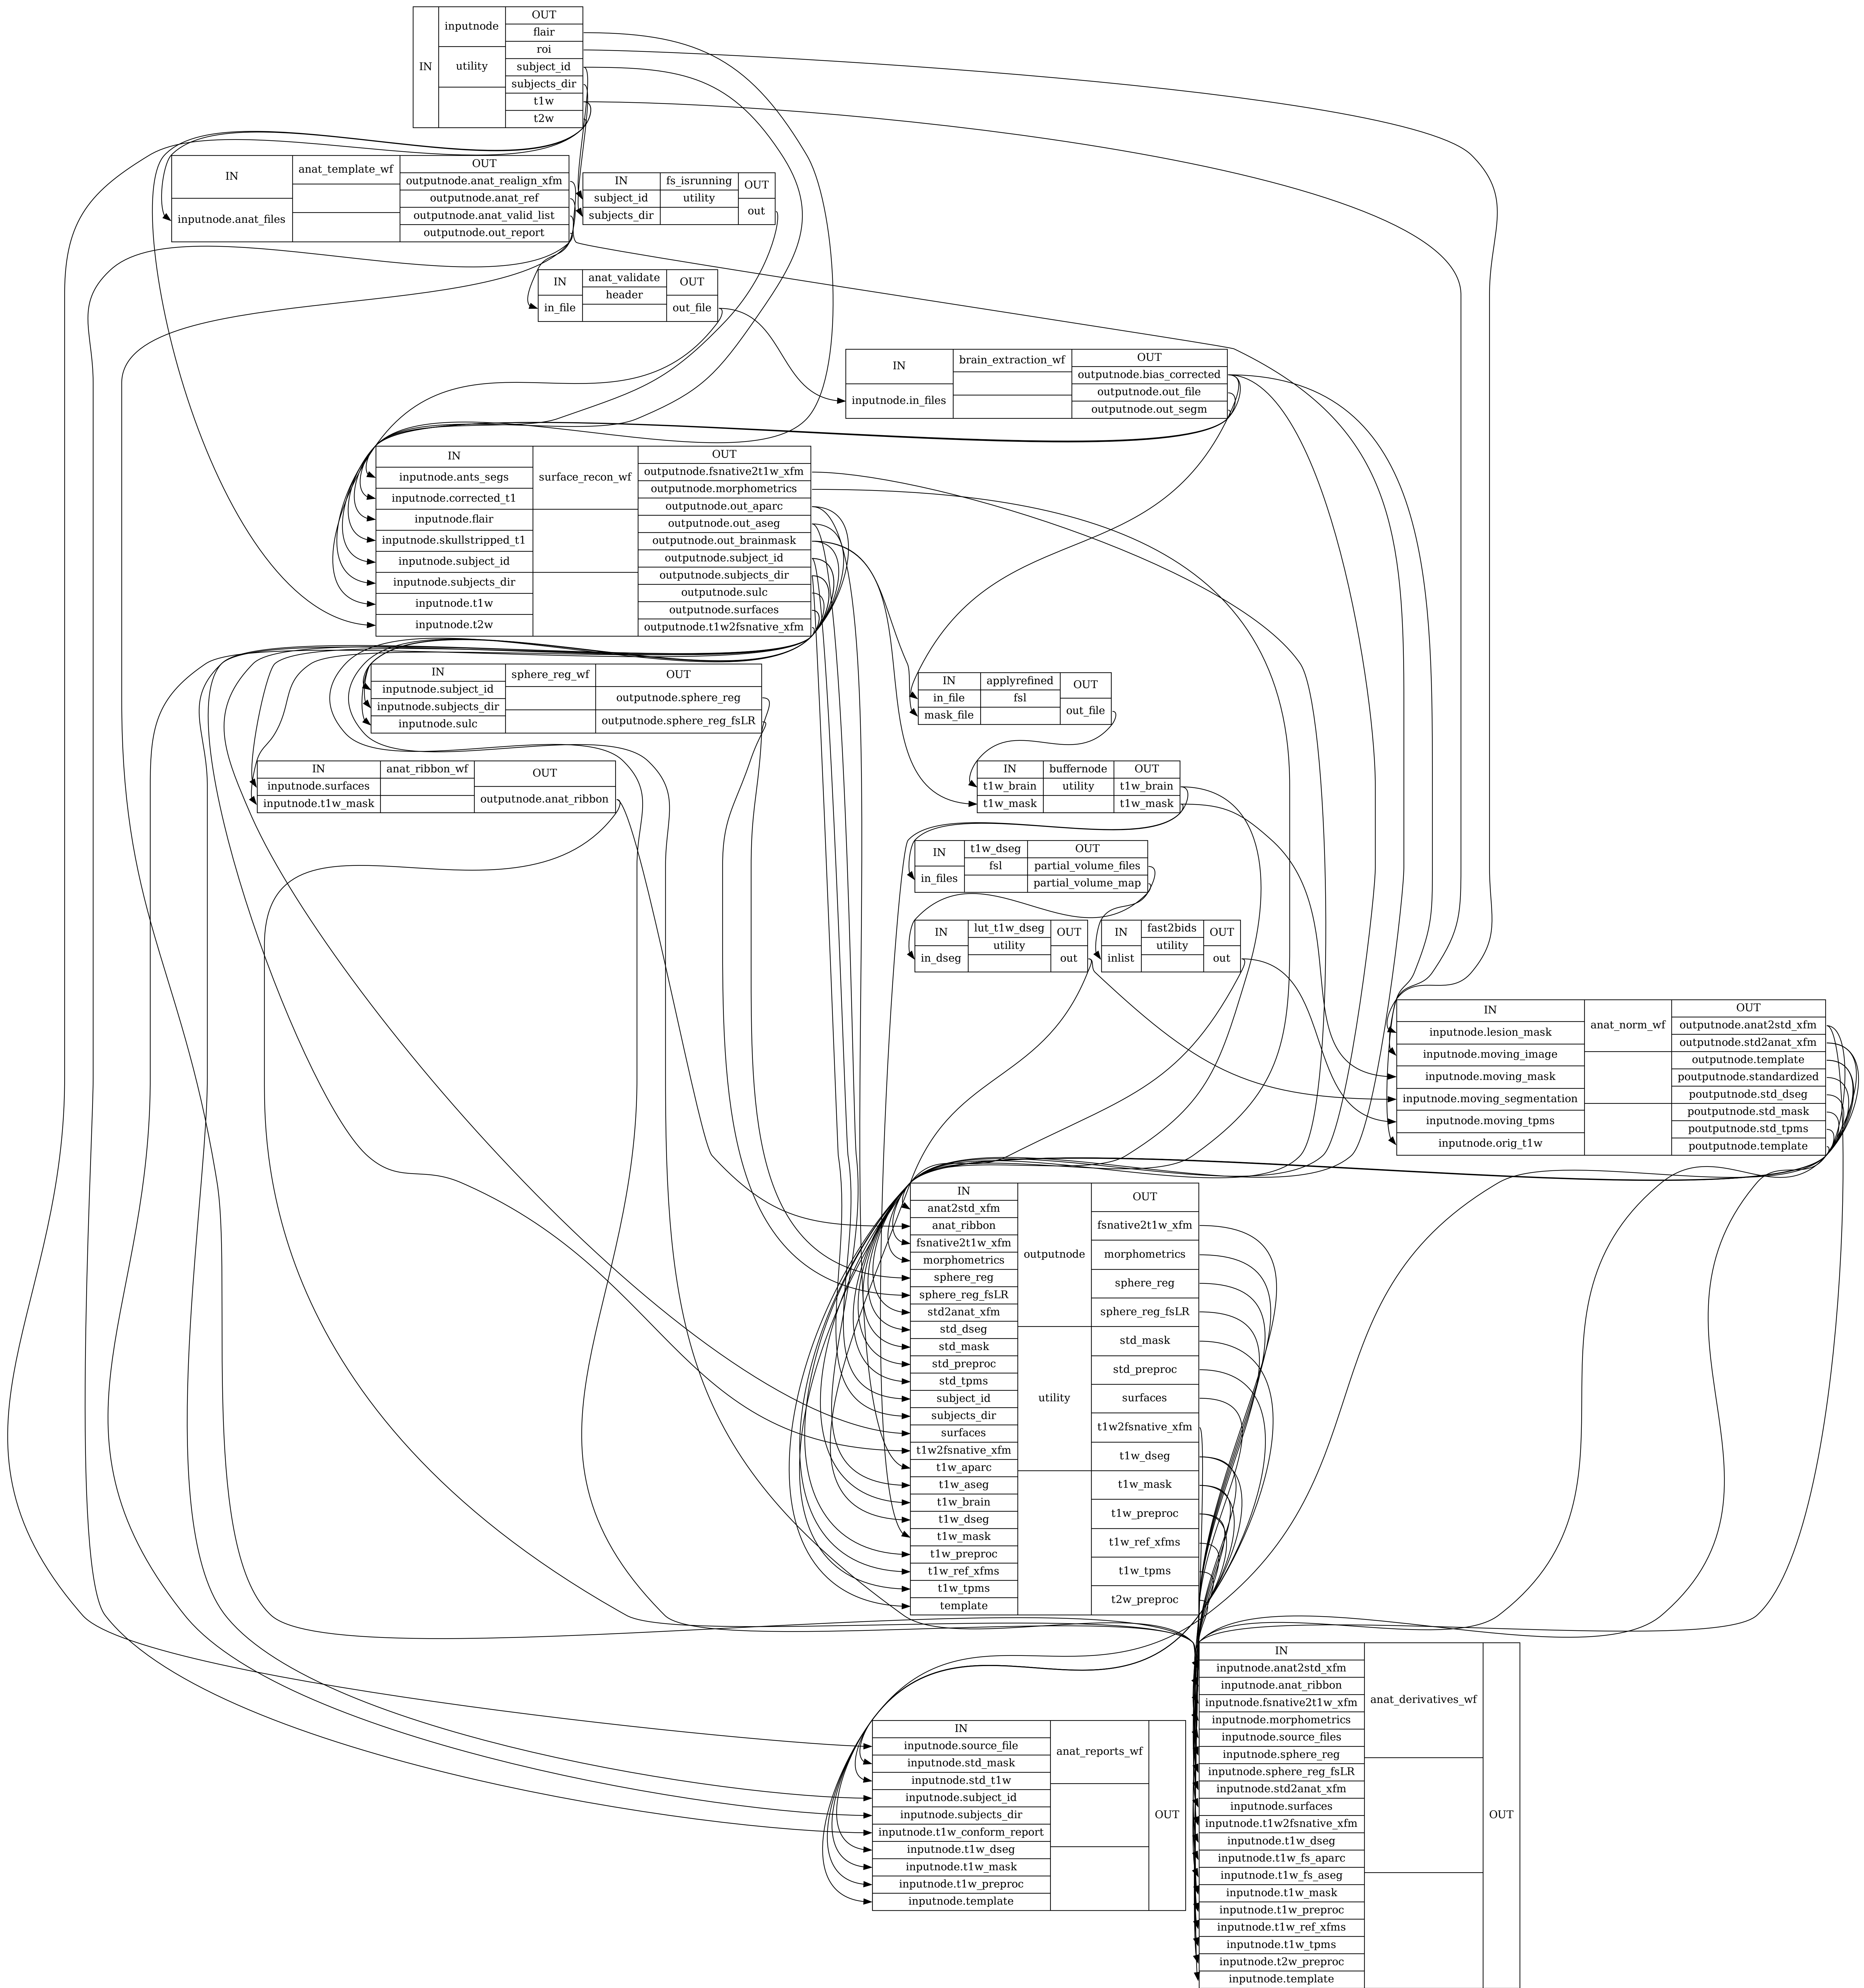 IN
inputnode
utility
OUT
flair
roi
subject_id
subjects_dir
t1w
t2w
IN
inputnode.anat_files
anat_template_wf
OUT
outputnode.anat_realign_xfm
outputnode.anat_ref
outputnode.anat_valid_list
outputnode.out_report
IN
subject_id
subjects_dir
fs_isrunning
utility
OUT
out
IN
in_file
anat_validate
header
OUT
out_file
IN
inputnode.in_files
brain_extraction_wf
OUT
outputnode.bias_corrected
outputnode.out_file
outputnode.out_segm
IN
inputnode.ants_segs
inputnode.corrected_t1
inputnode.flair
inputnode.skullstripped_t1
inputnode.subject_id
inputnode.subjects_dir
inputnode.t1w
inputnode.t2w
surface_recon_wf
OUT
outputnode.fsnative2t1w_xfm
outputnode.morphometrics
outputnode.out_aparc
outputnode.out_aseg
outputnode.out_brainmask
outputnode.subject_id
outputnode.subjects_dir
outputnode.sulc
outputnode.surfaces
outputnode.t1w2fsnative_xfm
IN
inputnode.subject_id
inputnode.subjects_dir
inputnode.sulc
sphere_reg_wf
OUT
outputnode.sphere_reg
outputnode.sphere_reg_fsLR
IN
in_file
mask_file
applyrefined
fsl
OUT
out_file
IN
inputnode.surfaces
inputnode.t1w_mask
anat_ribbon_wf
OUT
outputnode.anat_ribbon
IN
t1w_brain
t1w_mask
buffernode
utility
OUT
t1w_brain
t1w_mask
IN
in_files
t1w_dseg
fsl
OUT
partial_volume_files
partial_volume_map
IN
in_dseg
lut_t1w_dseg
utility
OUT
out
IN
inlist
fast2bids
utility
OUT
out
IN
inputnode.lesion_mask
inputnode.moving_image
inputnode.moving_mask
inputnode.moving_segmentation
inputnode.moving_tpms
inputnode.orig_t1w
anat_norm_wf
OUT
outputnode.anat2std_xfm
outputnode.std2anat_xfm
outputnode.template
poutputnode.standardized
poutputnode.std_dseg
poutputnode.std_mask
poutputnode.std_tpms
poutputnode.template
IN
anat2std_xfm
anat_ribbon
fsnative2t1w_xfm
morphometrics
sphere_reg
sphere_reg_fsLR
std2anat_xfm
std_dseg
std_mask
std_preproc
std_tpms
subject_id
subjects_dir
surfaces
t1w2fsnative_xfm
t1w_aparc
t1w_aseg
t1w_brain
t1w_dseg
t1w_mask
t1w_preproc
t1w_ref_xfms
t1w_tpms
template
outputnode
utility
OUT
fsnative2t1w_xfm
morphometrics
sphere_reg
sphere_reg_fsLR
std_mask
std_preproc
surfaces
t1w2fsnative_xfm
t1w_dseg
t1w_mask
t1w_preproc
t1w_ref_xfms
t1w_tpms
t2w_preproc
IN
inputnode.source_file
inputnode.std_mask
inputnode.std_t1w
inputnode.subject_id
inputnode.subjects_dir
inputnode.t1w_conform_report
inputnode.t1w_dseg
inputnode.t1w_mask
inputnode.t1w_preproc
inputnode.template
anat_reports_wf
OUT
IN
inputnode.anat2std_xfm
inputnode.anat_ribbon
inputnode.fsnative2t1w_xfm
inputnode.morphometrics
inputnode.source_files
inputnode.sphere_reg
inputnode.sphere_reg_fsLR
inputnode.std2anat_xfm
inputnode.surfaces
inputnode.t1w2fsnative_xfm
inputnode.t1w_dseg
inputnode.t1w_fs_aparc
inputnode.t1w_fs_aseg
inputnode.t1w_mask
inputnode.t1w_preproc
inputnode.t1w_ref_xfms
inputnode.t1w_tpms
inputnode.t2w_preproc
inputnode.template
anat_derivatives_wf
OUT